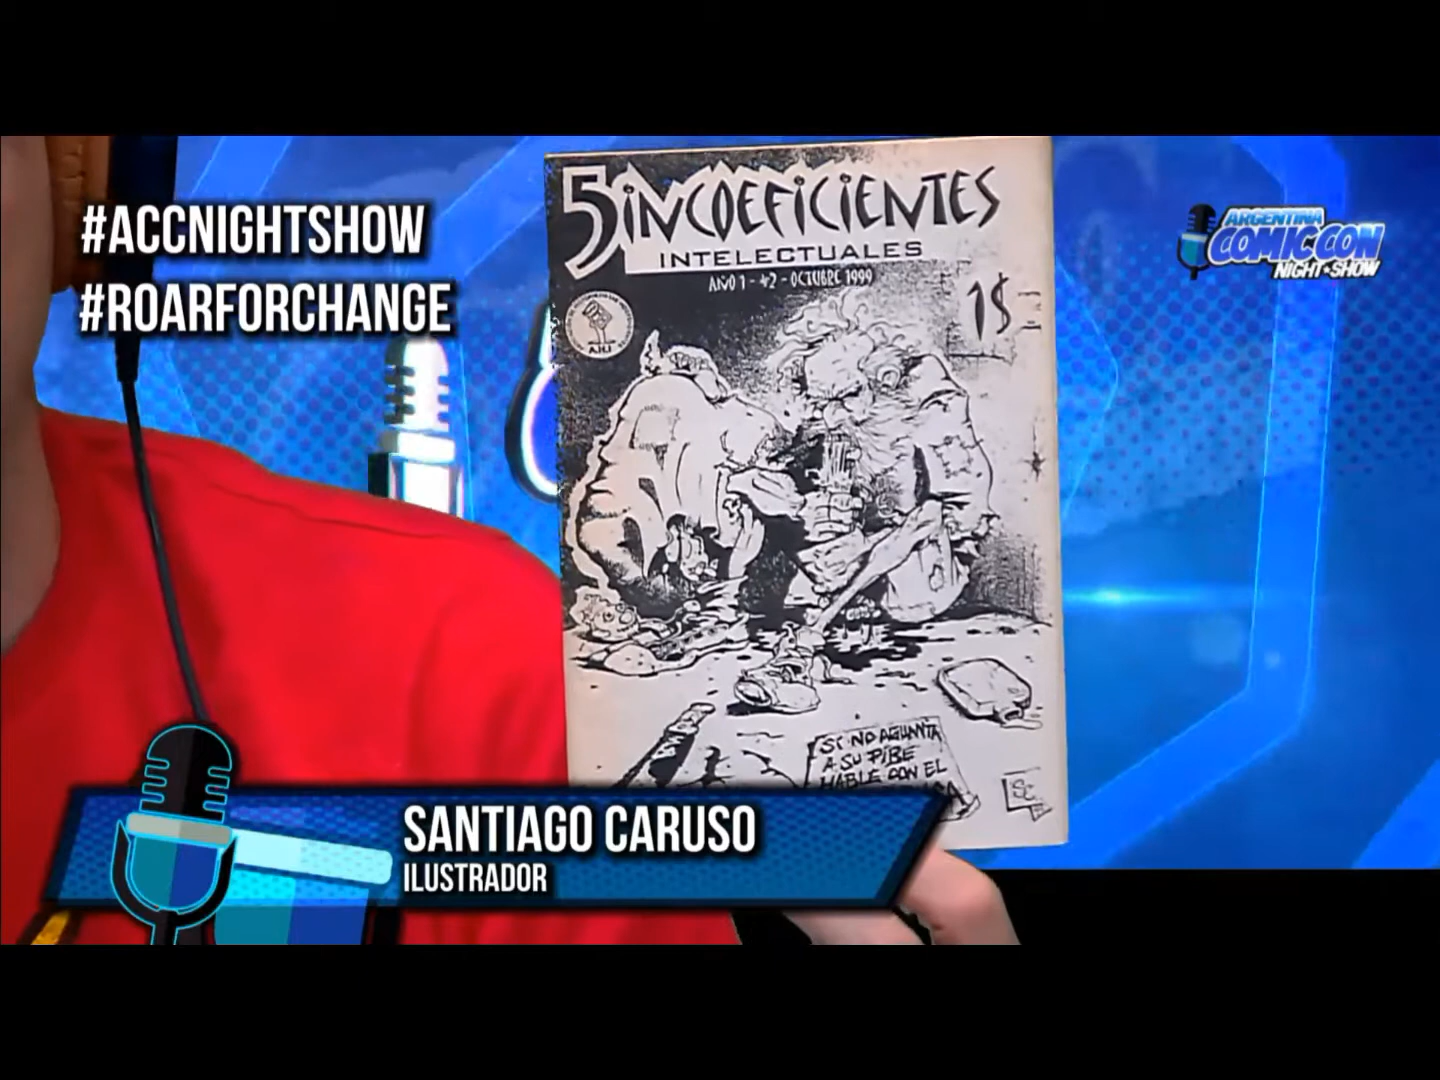 #ACCNIGHTSHOW
#ROARFORCHANGE
ARGENTINA
COMIC CON
NIGHT SHOW
5INCOEFICIENTES
INTELECTUALES
AÑO 1 - #2 - OCTUBRE 1999
1$
A.H.I
SI NO AGUANTA
A SU PIBE
HABLE CON EL
SC
SANTIAGO CARUSO
ILUSTRADOR